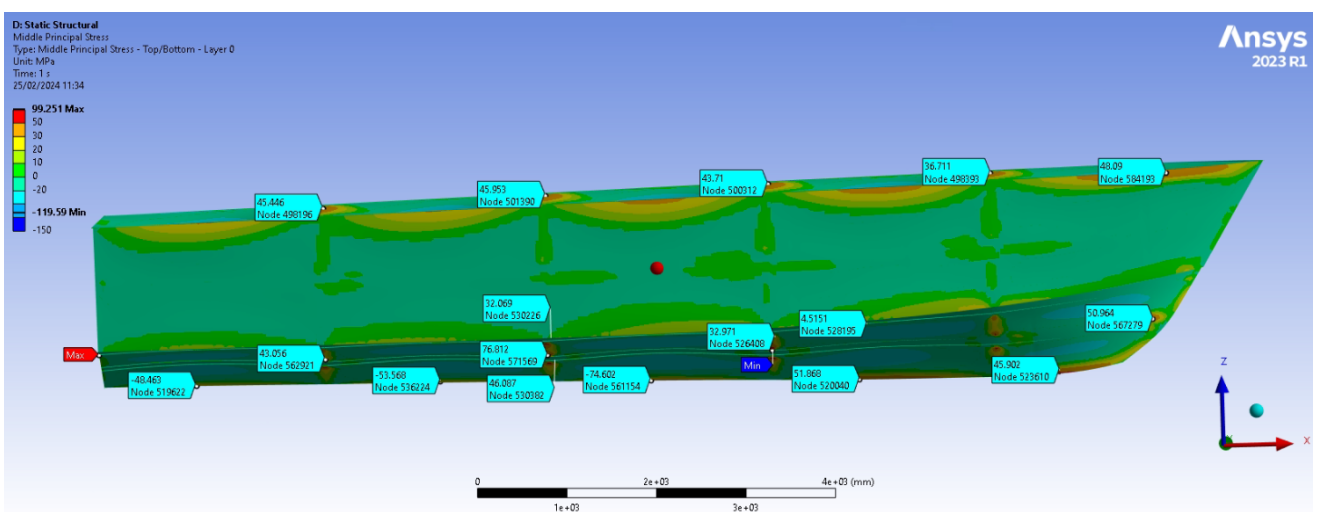 D: Static Structural
Middle Principal Stress
Type: Middle Principal Stress - Top/Bottom - Layer 0
Unit: MPa
Time: 1 s
25/02/2024 11:34
Ansys
2023 R1
99.251 Max
50
30
20
10
0
-20
-119.59 Min
-150
45.446
Node 498196
45.953
Node 501390
43.71
Node 500312
36.711
Node 498393
48.09
Node 584193
32.069
Node 530226
32.971
Node 526408
4.5151
Node 528195
50.964
Node 567279
Max
43.056
Node 562921
76.812
Node 571569
Min
-48.463
Node 519622
-53.568
Node 536224
46.087
Node 530382
-74.602
Node 561154
51.868
Node 520040
45.902
Node 523610
Z
X
0
2e+03
4e+03 (mm)
1e+03
3e+03